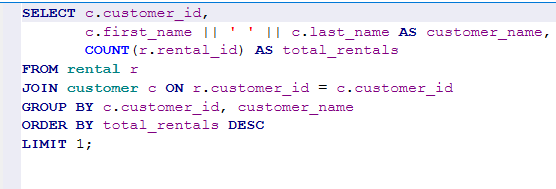 SELECT c.customer_id,
c.first_name || ' ' || c.last_name AS customer_name,
COUNT(r.rental_id) AS total_rentals
FROM rental r
JOIN customer c ON r.customer_id = c.customer_id
GROUP BY c.customer_id, customer_name
ORDER BY total_rentals DESC
LIMIT 1;